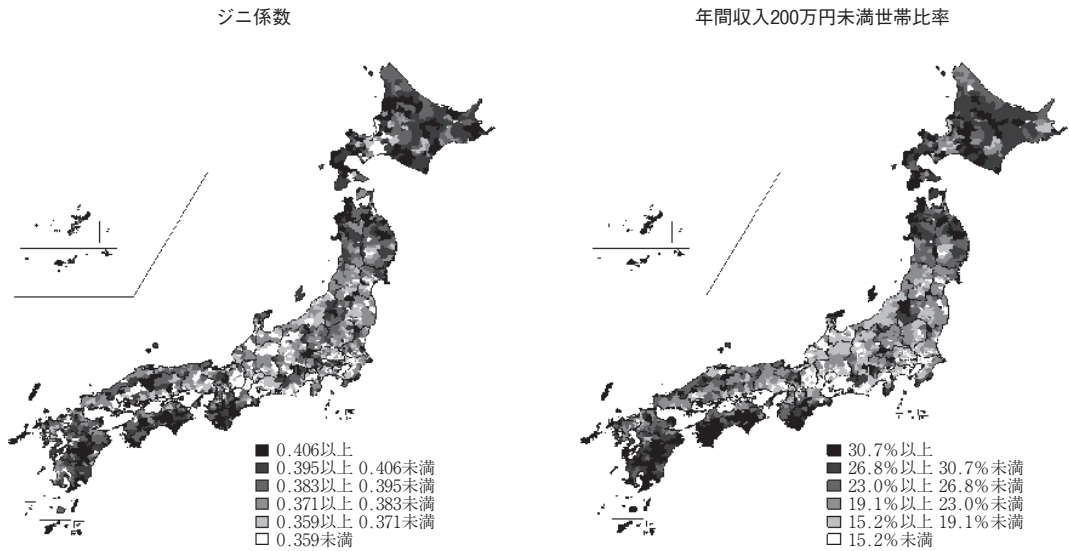 ジニ係数
0.406以上
0.395以上 0.406未満
0.383以上 0.395未満
0.371以上 0.383未満
0.359以上 0.371未満
0.359未満
年間収入200万円未満世帯比率
30.7%以上
26.8%以上 30.7%未満
23.0%以上 26.8%未満
19.1%以上 23.0%未満
15.2%以上 19.1%未満
15.2%未満